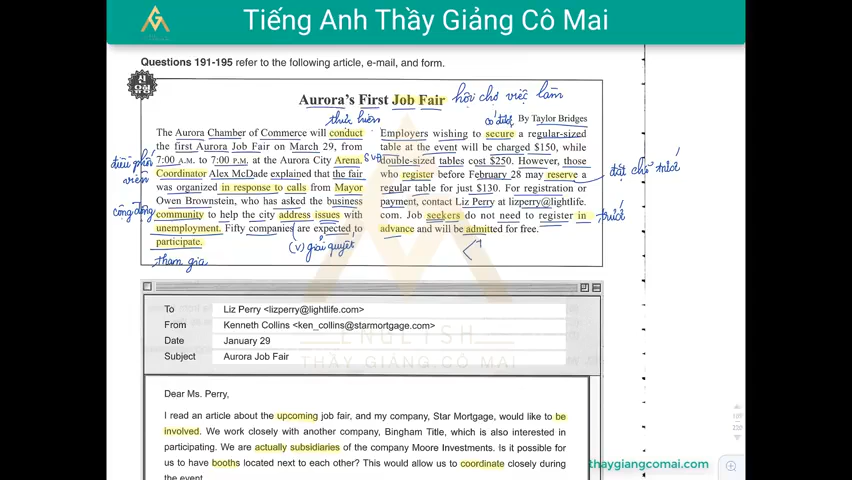 Tiếng Anh Thầy Giảng Cô Mai
Questions 191-195 refer to the following article, e-mail, and form.
Aurora's First Job Fair hội chợ việc làm
thực hiện
có được By Taylor Bridges
The Aurora Chamber of Commerce will conduct
the first Aurora Job Fair on March 29, from
7:00 A.M. to 7:00 P.M. at the Aurora City Arena.
Coordinator Alex McDade explained that the fair
was organized in response to calls from Mayor
Owen Brownstein, who has asked the business
community to help the city address issues with
unemployment. Fifty companies are expected to
participate.
điều phối
viên
cộng đồng
(v) giải quyết
tham gia
Employers wishing to secure a regular-sized
table at the event will be charged $150, while
double-sized tables cost $250. However, those
who register before February 28 may reserve a
regular table for just $130. For registration or
payment, contact Liz Perry at lizperry@lightlife.
com. Job seekers do not need to register in
advance and will be admitted for free.
đặt chỗ trước
trước
To Liz Perry <lizperry@lightlife.com>
From Kenneth Collins <ken_collins@starmortgage.com>
Date January 29
Subject Aurora Job Fair
ENGLISH
THẦY GIẢNG CÔ MAI
Dear Ms. Perry,
I read an article about the upcoming job fair, and my company, Star Mortgage, would like to be
involved. We work closely with another company, Bingham Title, which is also interested in
participating. We are actually subsidiaries of the company Moore Investments. Is it possible for
us to have booths located next to each other? This would allow us to coordinate closely during
the event.
thaygiangcomai.com